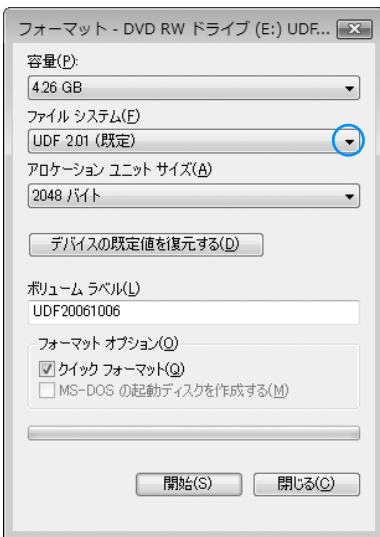 フォーマット - DVD RW ドライブ (E:) UDF...
容量(P):
4.26 GB
ファイル システム(F)
UDF 2.01 (既定)
アロケーション ユニット サイズ(A)
2048 バイト
デバイスの既定値を復元する(D)
ボリューム ラベル(L)
UDF20061006
フォーマット オプション(O)
クイック フォーマット(Q)
MS-DOS の起動ディスクを作成する(M)
開始(S) 閉じる(C)